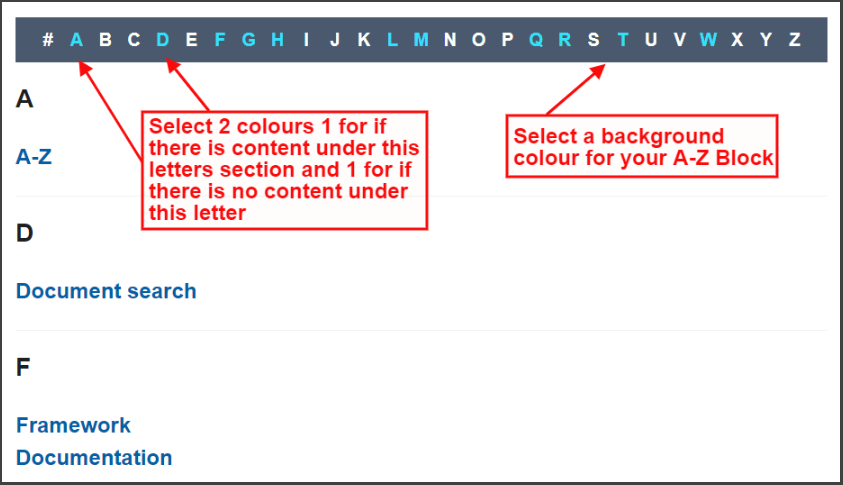 # A B C D E F G H I J K L M N O P Q R S T U V W X Y Z
A
A-Z
Select 2 colours 1 for if
there is content under this
letters section and 1 for if
there is no content under
this letter
Select a background
colour for your A-Z Block
D
Document search
F
Framework
Documentation